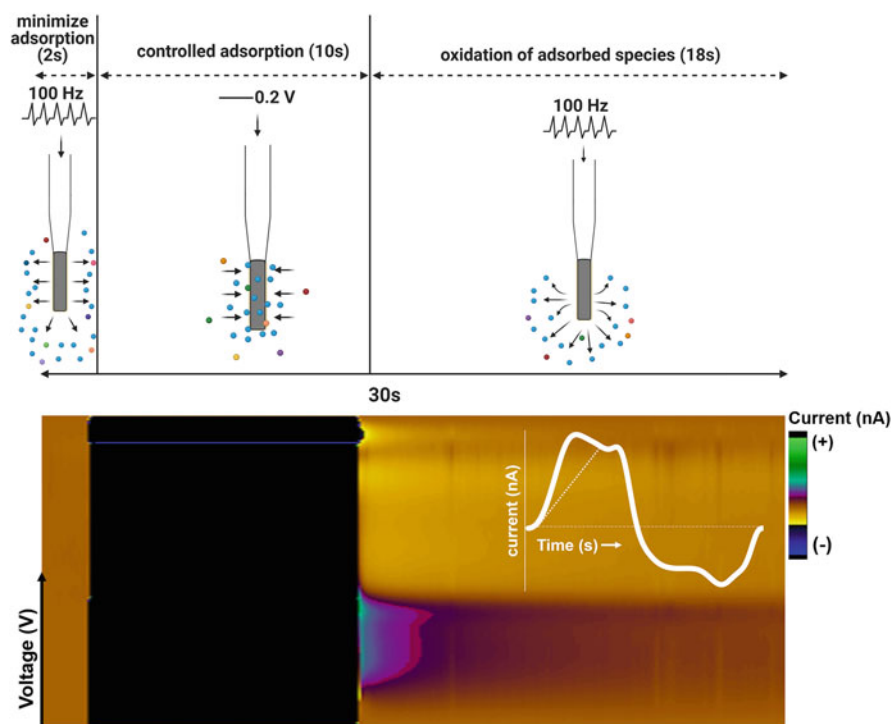 minimize
adsorption
(2s)
controlled adsorption (10s)
oxidation of adsorbed species (18s)
100 Hz
0.2 V
100 Hz
30s
Current (nA)
(+)
(-)
current (nA)
Time (s)
Voltage (V)